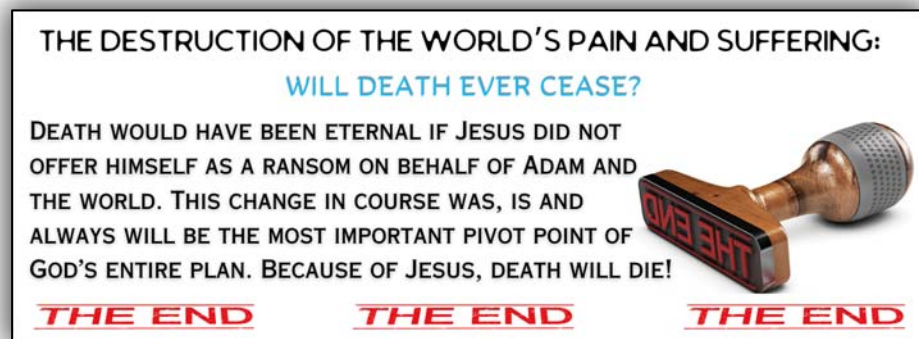 THE DESTRUCTION OF THE WORLD'S PAIN AND SUFFERING:
WILL DEATH EVER CEASE?
DEATH WOULD HAVE BEEN ETERNAL IF JESUS DID NOT
OFFER HIMSELF AS A RANSOM ON BEHALF OF ADAM AND
THE WORLD. THIS CHANGE IN COURSE WAS, IS AND
ALWAYS WILL BE THE MOST IMPORTANT PIVOT POINT OF
GOD'S ENTIRE PLAN. BECAUSE OF JESUS, DEATH WILL DIE!
THE END
THE END THE END THE END